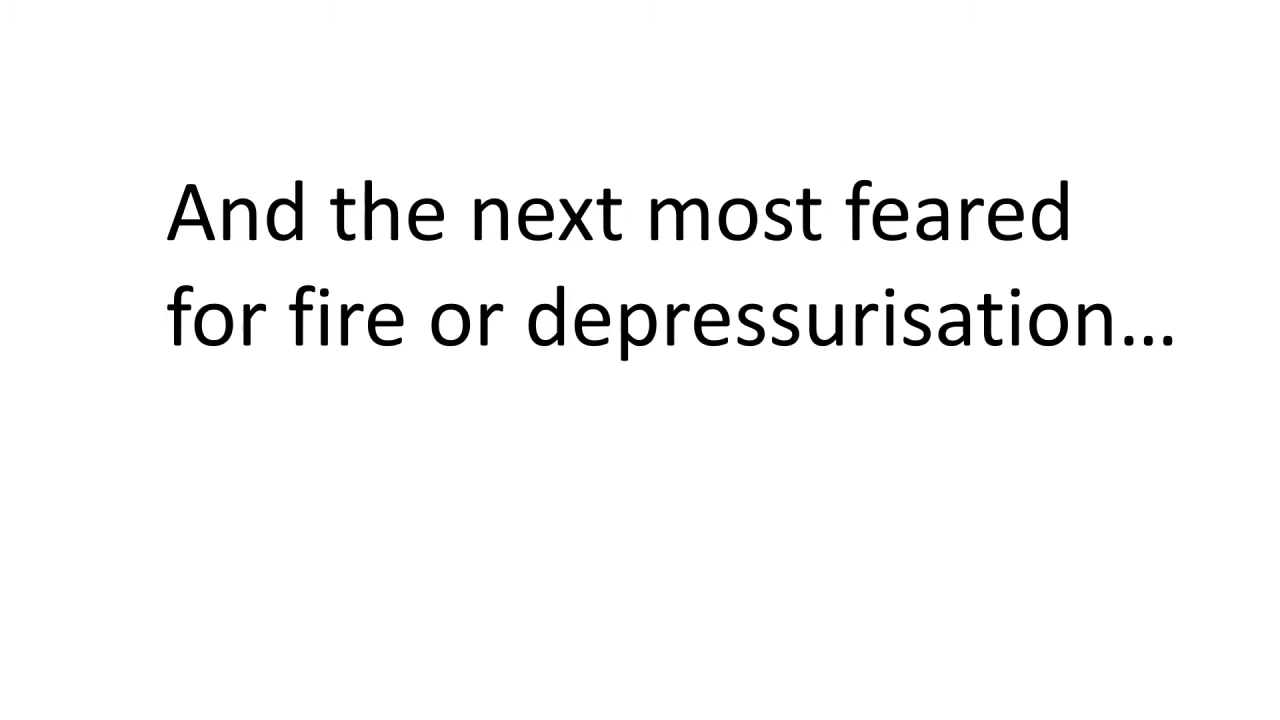 And the next most feared
for fire or depressurisation…